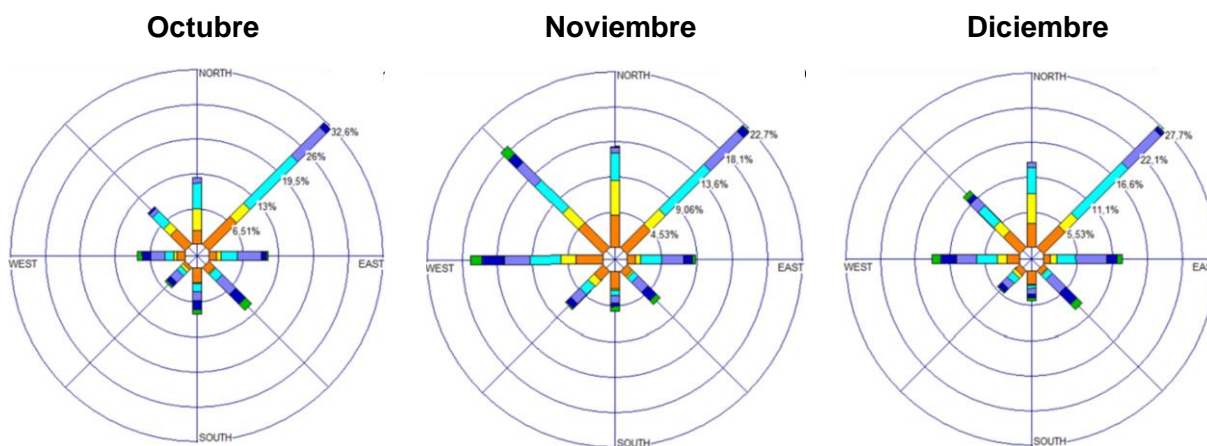 Octubre
NORTH
32,6%
26%
19,5%
13%
6,51%
WEST
EAST
SOUTH
Noviembre
NORTH
22,7%
18,1%
13,6%
9,06%
4,53%
WEST
EAST
SOUTH
Diciembre
NORTH
27,7%
22,1%
16,6%
11,1%
5,53%
WEST
EAS
SOUTH